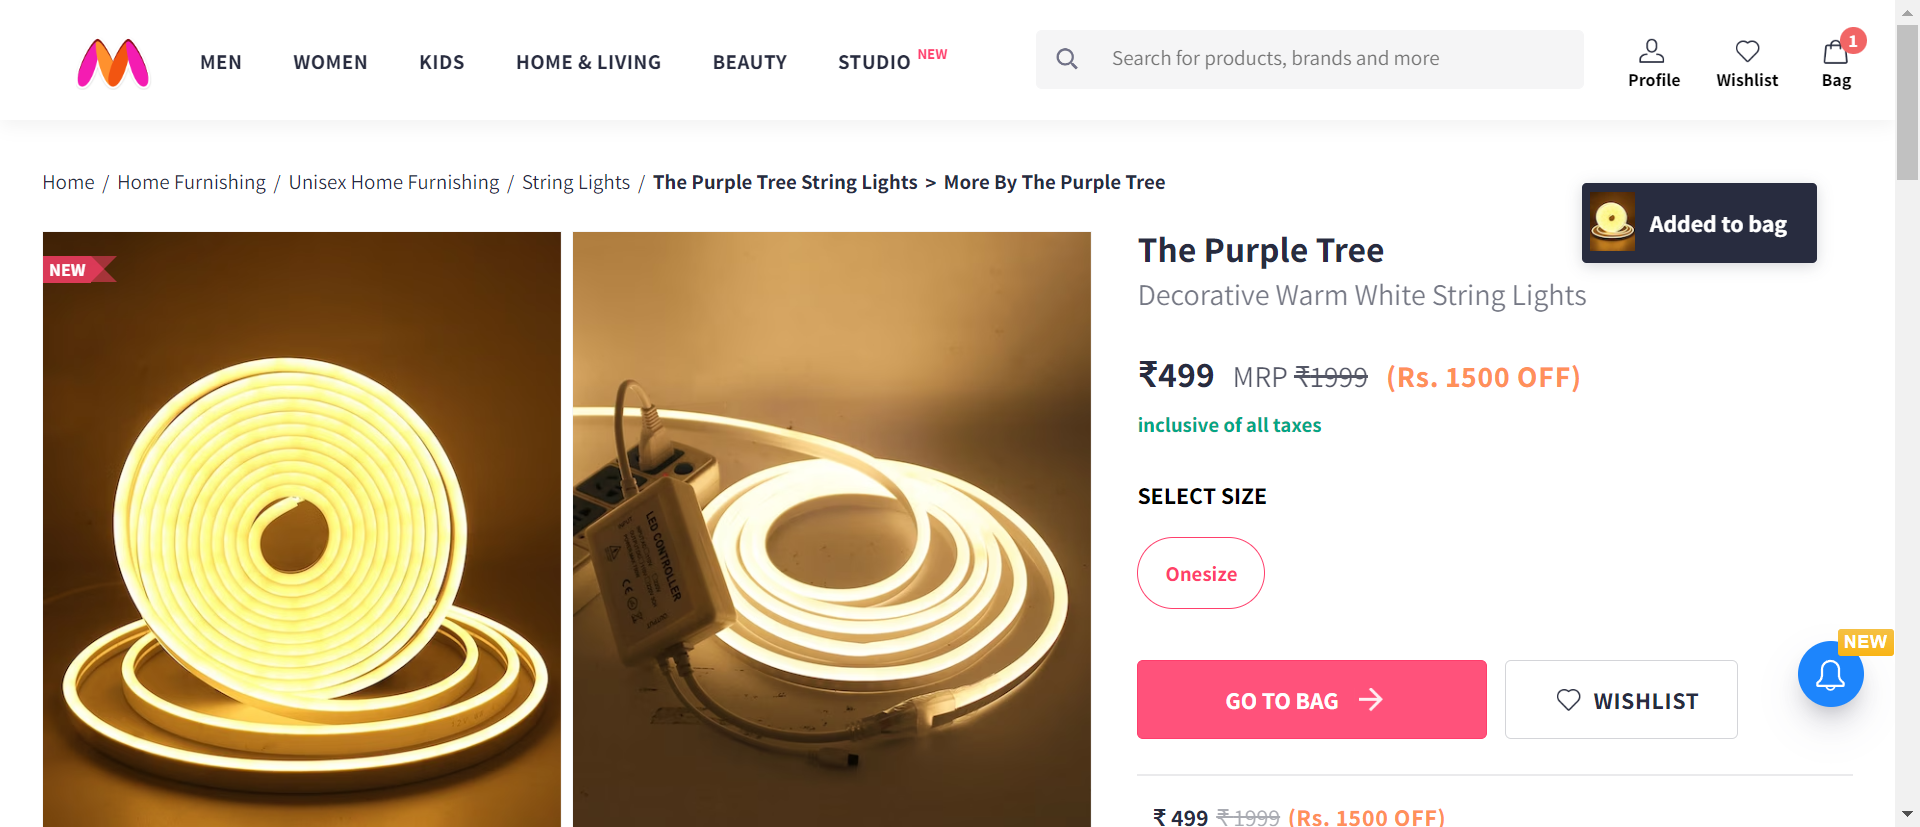 MEN WOMEN KIDS HOME & LIVING BEAUTY STUDIO NEW
Search for products, brands and more
Profile Wishlist Bag 1
Home / Home Furnishing / Unisex Home Furnishing / String Lights / The Purple Tree String Lights > More By The Purple Tree
Added to bag
NEW
LED CONTROLLER
The Purple Tree
Decorative Warm White String Lights
₹499 MRP ₹1999 (Rs. 1500 OFF)
inclusive of all taxes
SELECT SIZE
Onesize
NEW
GO TO BAG
WISHLIST
₹ 499 ₹ 1999 (Rs. 1500 OFF)